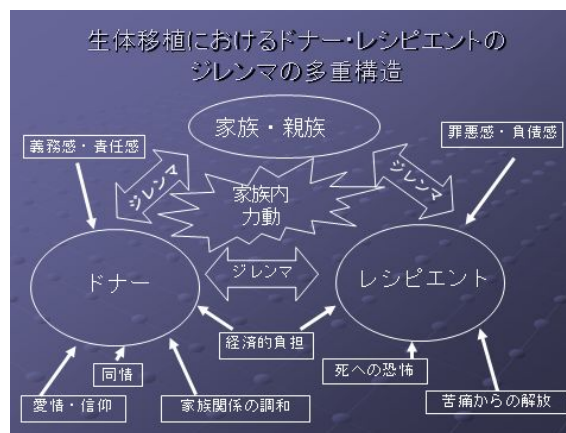 生体移植におけるドナー・レシピエントの
ジレンマの多重構造
家族・親族
義務感・責任感
罪悪感・負債感
ジレンマ
ジレンマ
家族内
力動
ドナー
ジレンマ
レシピエント
経済的負担
同情
死への恐怖
愛情・信仰
家族関係の調和
苦痛からの解放